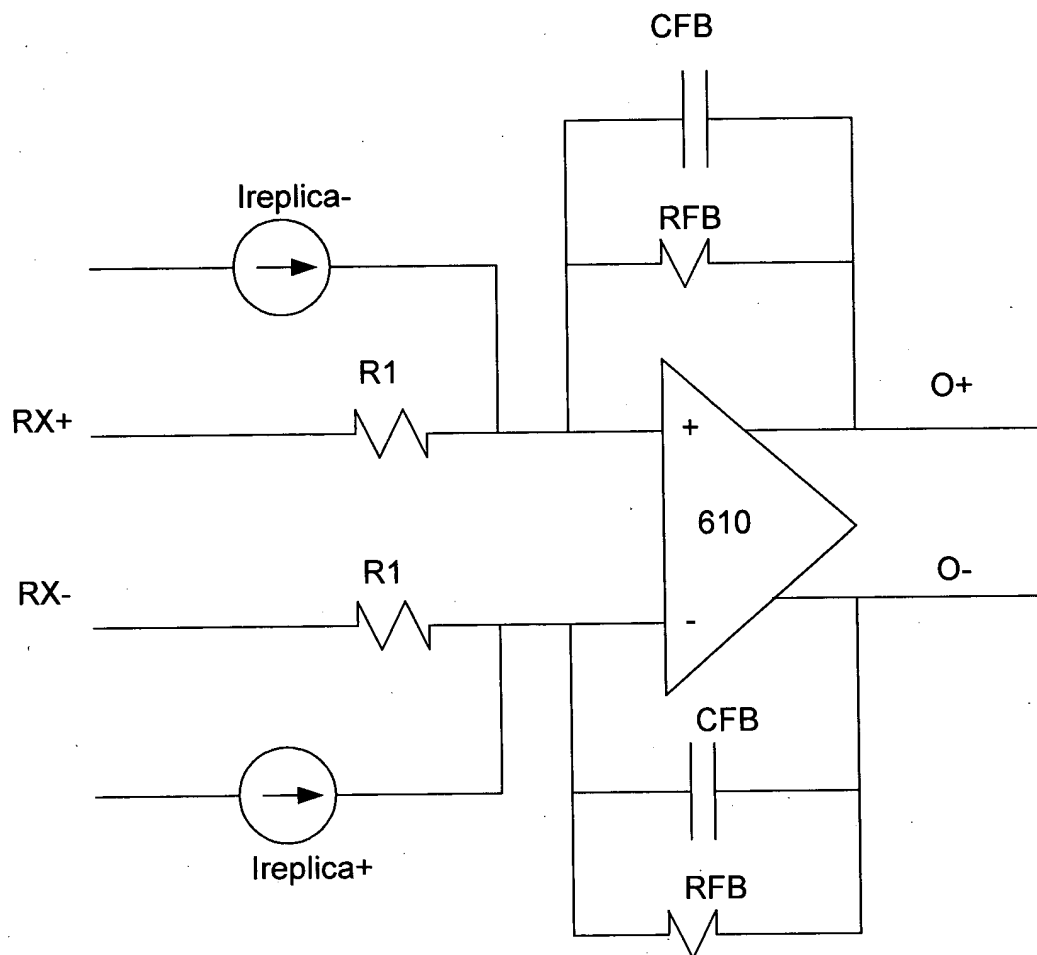 CFB
Ireplica-
RFB
R1
O+
RX+
+
610
R1
O-
RX-
-
CFB
Ireplica+
RFB